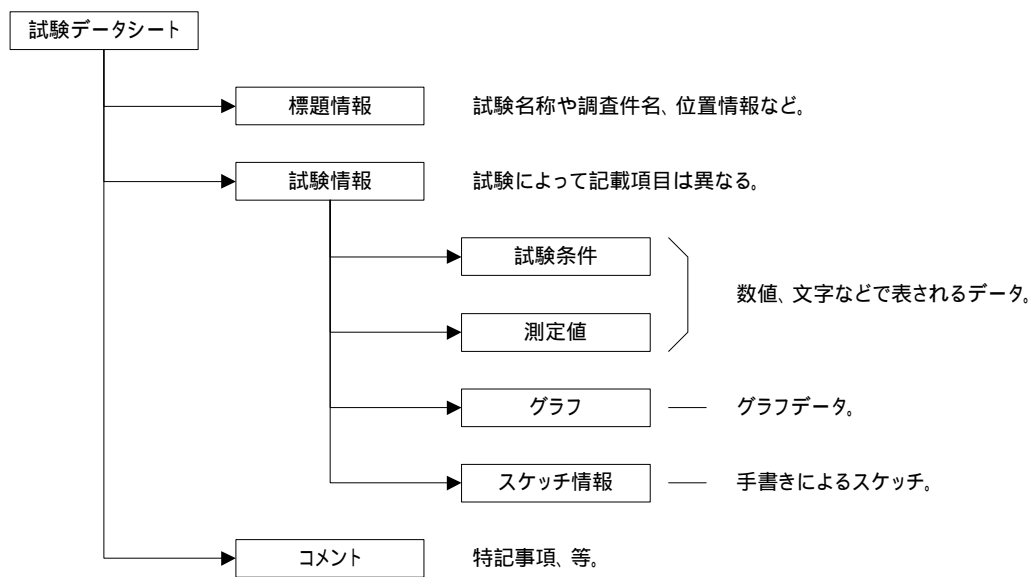 試験データシート
標題情報 試験名称や調査件名、位置情報など。
試験情報 試験によって記載項目は異なる。
試験条件
数値、文字などで表されるデータ。
測定値
グラフ グラフデータ。
スケッチ情報 手書きによるスケッチ。
コメント 特記事項、等。